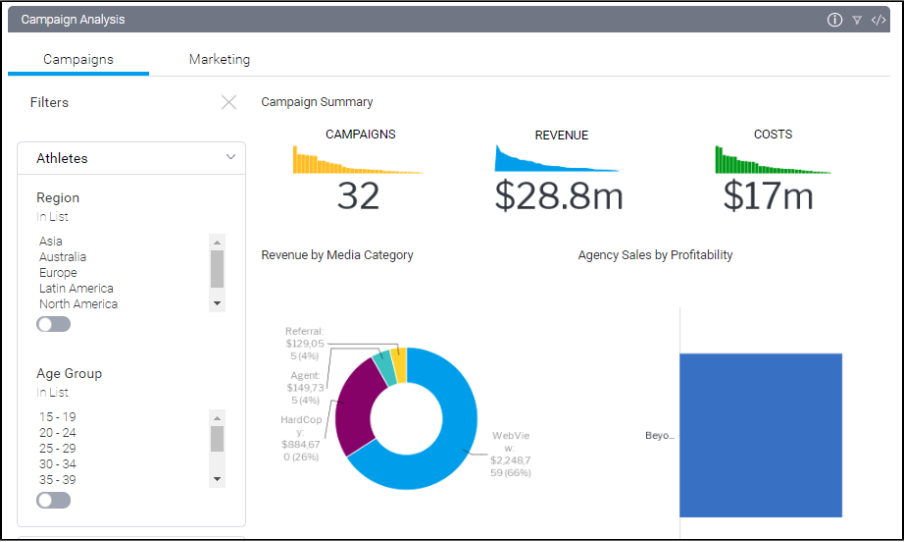 Campaign Analysis
Campaigns
Marketing
Filters
Athletes
Region
In List
Asia
Australia
Europe
Latin America
North America
Age Group
In List
15 - 19
20 - 24
25 - 29
30 - 34
35 - 39
Campaign Summary
CAMPAIGNS
32
REVENUE
$28.8m
COSTS
$17m
Revenue by Media Category
Referral:
$129,05
5 (4%)
Agent:
$149,73
5 (4%)
HardCop
y:
$884,67
0 (26%)
WebVie
w:
$2,248,7
59 (66%)
Agency Sales by Profitability
Beyo...